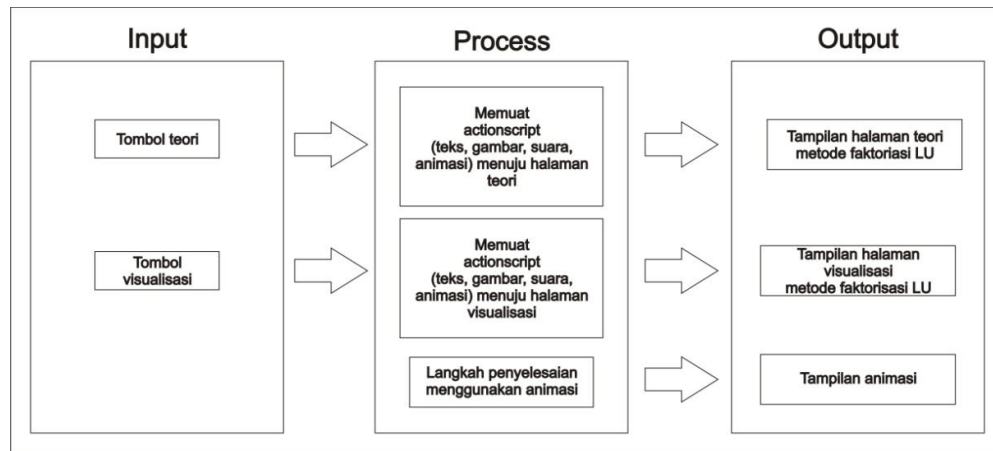 Input
Process
Output
Tombol teori
Memuat
actionscript
(teks, gambar, suara,
animasi) menuju halaman
teori
Tampilan halaman teori
metode faktoriasi LU
Tombol
visualisasi
Memuat
actionscript
(teks, gambar, suara,
animasi) menuju halaman
visualisasi
Tampilan halaman
visualisasi
metode faktorisasi LU
Langkah penyelesaian
menggunakan animasi
Tampilan animasi